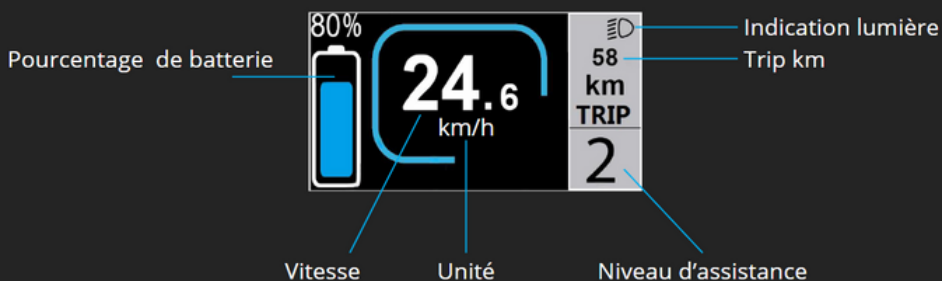 80%
Indication lumière
Pourcentage de batterie
58
Trip km
24.6
km
km/h
TRIP
2
Vitesse
Unité
Niveau d’assistance